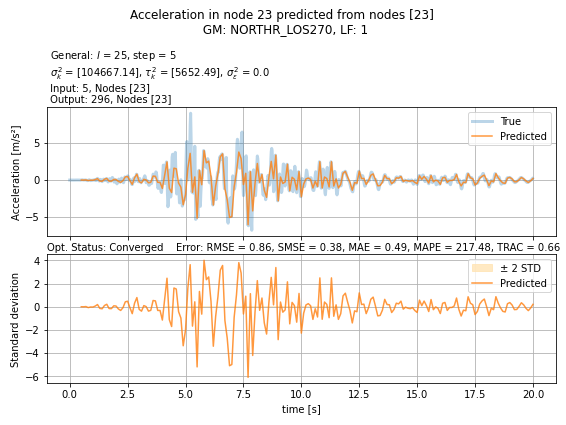 Acceleration in node 23 predicted from nodes [23]
GM: NORTHR_LOS270, LF: 1
General: l = 25, step = 5
σ²ₖ = [104667.14], τ²ₖ = [5652.49], σ²ᵋ = 0.0
Input: 5, Nodes [23]
Output: 296, Nodes [23]
True
Predicted
Acceleration [m/s²]
5
0
−5
Opt. Status: Converged Error: RMSE = 0.86, SMSE = 0.38, MAE = 0.49, MAPE = 217.48, TRAC = 0.66
± 2 STD
Predicted
Standard deviation
4
2
0
−2
−4
−6
0.0 2.5 5.0 7.5 10.0 12.5 15.0 17.5 20.0
time [s]